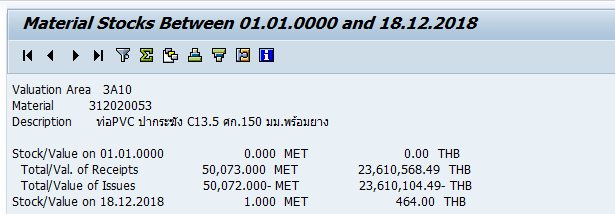 Material Stocks Between 01.01.0000 and 18.12.2018
Valuation Area 3A10
Material 312020053
Description ท่อPVC ปากระฆัง C13.5 ศก.150 มม.พร้อมยาง
Stock/Value on 01.01.0000 0.000 MET 0.00 THB
Total/Val. of Receipts 50,073.000 MET 23,610,568.49 THB
Total/Value of Issues 50,072.000- MET 23,610,104.49- THB
Stock/Value on 18.12.2018 1.000 MET 464.00 THB